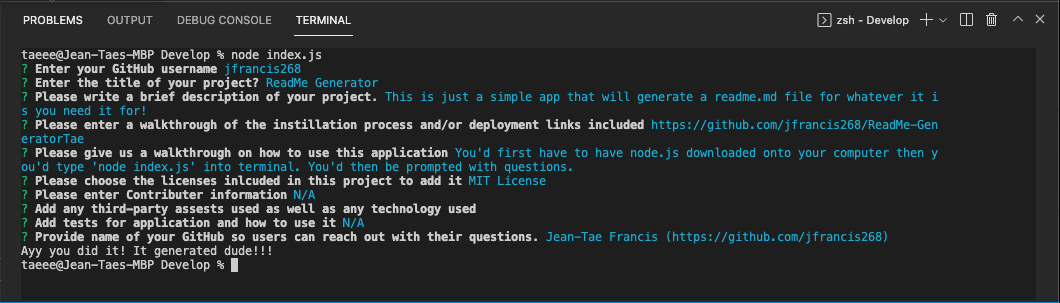 PROBLEMS OUTPUT DEBUG CONSOLE TERMINAL zsh - Develop
taeee@Jean-Taes-MBP Develop % node index.js
? Enter your GitHub username jfrancis268
? Enter the title of your project? ReadMe Generator
? Please write a brief description of your project. This is just a simple app that will generate a readme.md file for whatever it i
s you need it for!
? Please enter a walkthrough of the instillation process and/or deployment links included https://github.com/jfrancis268/ReadMe-Gen
eratorTae
? Please give us a walkthrough on how to use this application You'd first have to have node.js downloaded onto your computer then y
ou'd type 'node index.js' into terminal. You'd then be prompted with questions.
? Please choose the licenses inlcuded in this project to add it MIT License
? Please enter Contributer information N/A
? Add any third-party assests used as well as any technology used
? Add tests for application and how to use it N/A
? Provide name of your GitHub so users can reach out with their questions. Jean-Tae Francis (https://github.com/jfrancis268)
Ayy you did it! It generated dude!!!
taeee@Jean-Taes-MBP Develop %